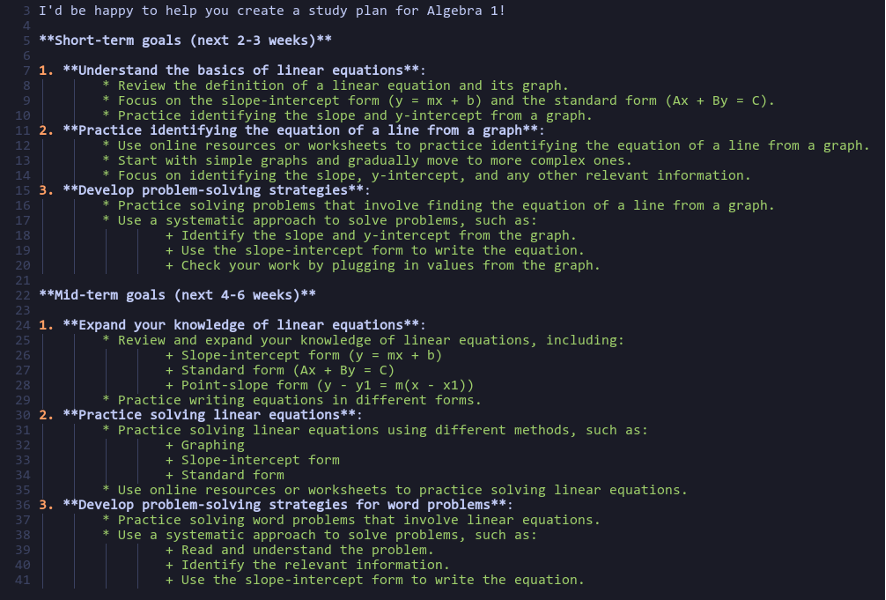 3 I'd be happy to help you create a study plan for Algebra 1!
4
5 **Short-term goals (next 2-3 weeks)**
6
7 1. **Understand the basics of linear equations**:
8 * Review the definition of a linear equation and its graph.
9 * Focus on the slope-intercept form (y = mx + b) and the standard form (Ax + By = C).
10 * Practice identifying the slope and y-intercept from a graph.
11 2. **Practice identifying the equation of a line from a graph**:
12 * Use online resources or worksheets to practice identifying the equation of a line from a graph.
13 * Start with simple graphs and gradually move to more complex ones.
14 * Focus on identifying the slope, y-intercept, and any other relevant information.
15 3. **Develop problem-solving strategies**:
16 * Practice solving problems that involve finding the equation of a line from a graph.
17 * Use a systematic approach to solve problems, such as:
18 + Identify the slope and y-intercept from the graph.
19 + Use the slope-intercept form to write the equation.
20 + Check your work by plugging in values from the graph.
21
22 **Mid-term goals (next 4-6 weeks)**
23
24 1. **Expand your knowledge of linear equations**:
25 * Review and expand your knowledge of linear equations, including:
26 + Slope-intercept form (y = mx + b)
27 + Standard form (Ax + By = C)
28 + Point-slope form (y - y1 = m(x - x1))
29 * Practice writing equations in different forms.
30 2. **Practice solving linear equations**:
31 * Practice solving linear equations using different methods, such as:
32 + Graphing
33 + Slope-intercept form
34 + Standard form
35 * Use online resources or worksheets to practice solving linear equations.
36 3. **Develop problem-solving strategies for word problems**:
37 * Practice solving word problems that involve linear equations.
38 * Use a systematic approach to solve problems, such as:
39 + Read and understand the problem.
40 + Identify the relevant information.
41 + Use the slope-intercept form to write the equation.